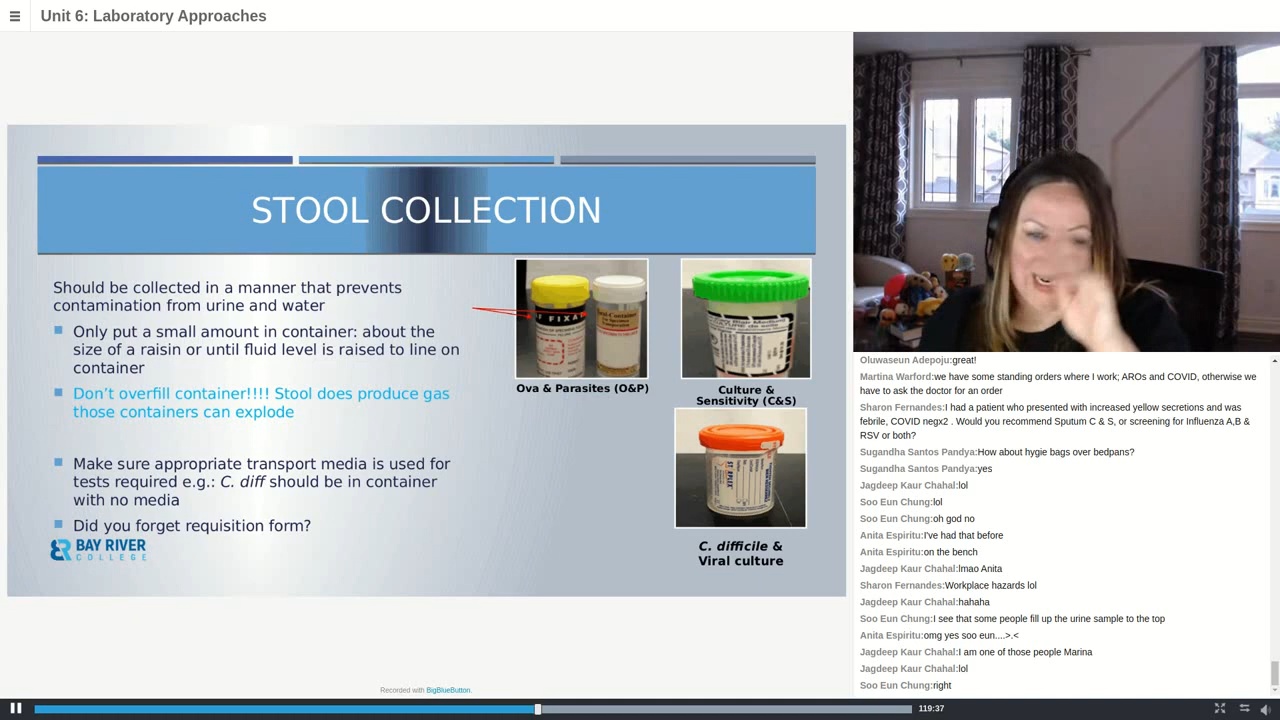 Unit 6: Laboratory Approaches
STOOL COLLECTION
Should be collected in a manner that prevents
contamination from urine and water
Only put a small amount in container: about the
size of a raisin or until fluid level is raised to line on
container
Don't overfill container!!!! Stool does produce gas
those containers can explode
Make sure appropriate transport media is used for
tests required e.g.: C. diff should be in container
with no media
Did you forget requisition form?
BAY RIVER
COLLEGE
Ova & Parasites (O&P)
Culture &
Sensitivity (C&S)
C. difficile &
Viral culture
Recorded with BigBlueButton.
Oluwaseun Adepoju:great!
Martina Warford:we have some standing orders where I work; AROs and COVID, otherwise we
have to ask the doctor for an order
Sharon Fernandes:I had a patient who presented with increased yellow secretions and was
febrile, COVID negx2 . Would you recommend Sputum C & S, or screening for Influenza A,B &
RSV or both?
Sugandha Santos Pandya:How about hygie bags over bedpans?
Sugandha Santos Pandya:yes
Jagdeep Kaur Chahal:lol
Soo Eun Chung:lol
Soo Eun Chung:oh god no
Anita Espiritu:I've had that before
Anita Espiritu:on the bench
Jagdeep Kaur Chahal:lmao Anita
Sharon Fernandes:Workplace hazards lol
Jagdeep Kaur Chahal:hahaha
Soo Eun Chung:I see that some people fill up the urine sample to the top
Anita Espiritu:omg yes soo eun....>.<
Jagdeep Kaur Chahal:I am one of those people Marina
Jagdeep Kaur Chahal:lol
Soo Eun Chung:right
119:37